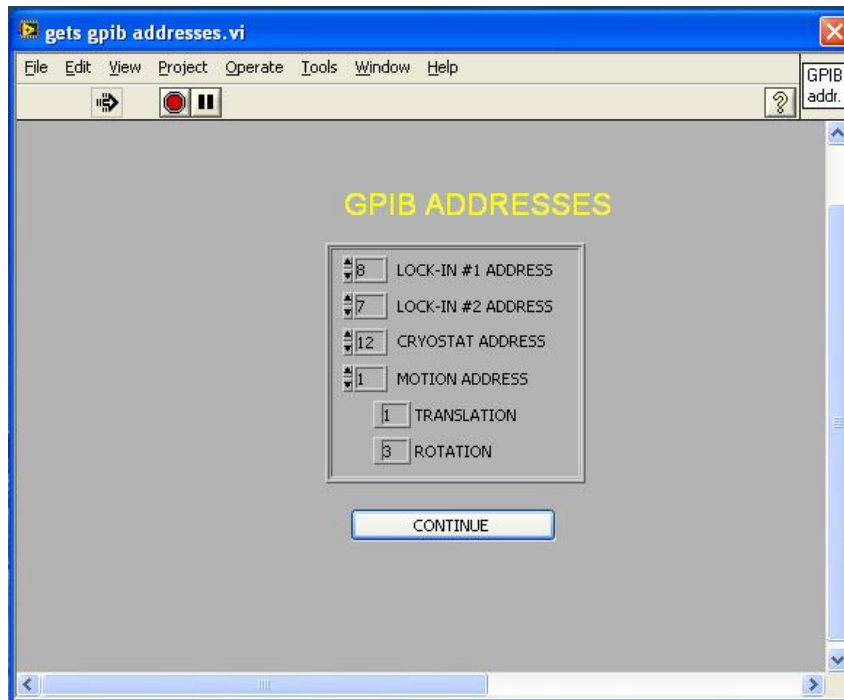 gets gpib addresses.vi
File Edit View Project Operate Tools Window Help
GPIB
addr.
?
GPIB ADDRESSES
8 LOCK-IN #1 ADDRESS
7 LOCK-IN #2 ADDRESS
12 CRYOSTAT ADDRESS
1 MOTION ADDRESS
1 TRANSLATION
3 ROTATION
CONTINUE